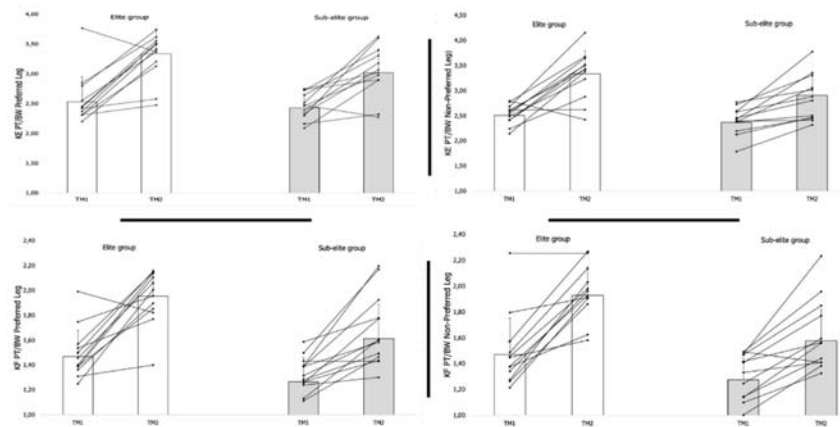 Elite group
Sub-elite group
4,00
3,50
3,00
2,50
2,00
1,50
1,00
KE PT/BW Preferred Leg
TM1
TM2
TM1
TM2
Elite group
Sub-elite group
4,50
4,00
3,50
3,00
2,50
2,00
1,50
1,00
KE PT/BW Non-Preferred Leg)
TM1
TM2
TM1
TM2
Elite group
Sub-elite group
2,40
2,20
2,00
1,80
1,60
1,40
1,20
1,00
KF PT/BW Preferred Leg
TM1
TM2
TM1
TM2
Elite group
Sub-elite group
2,40
2,20
2,00
1,80
1,60
1,40
1,20
1,00
KF PT/BW Non-Preferred Leg
TM1
TM2
TM1
TM2